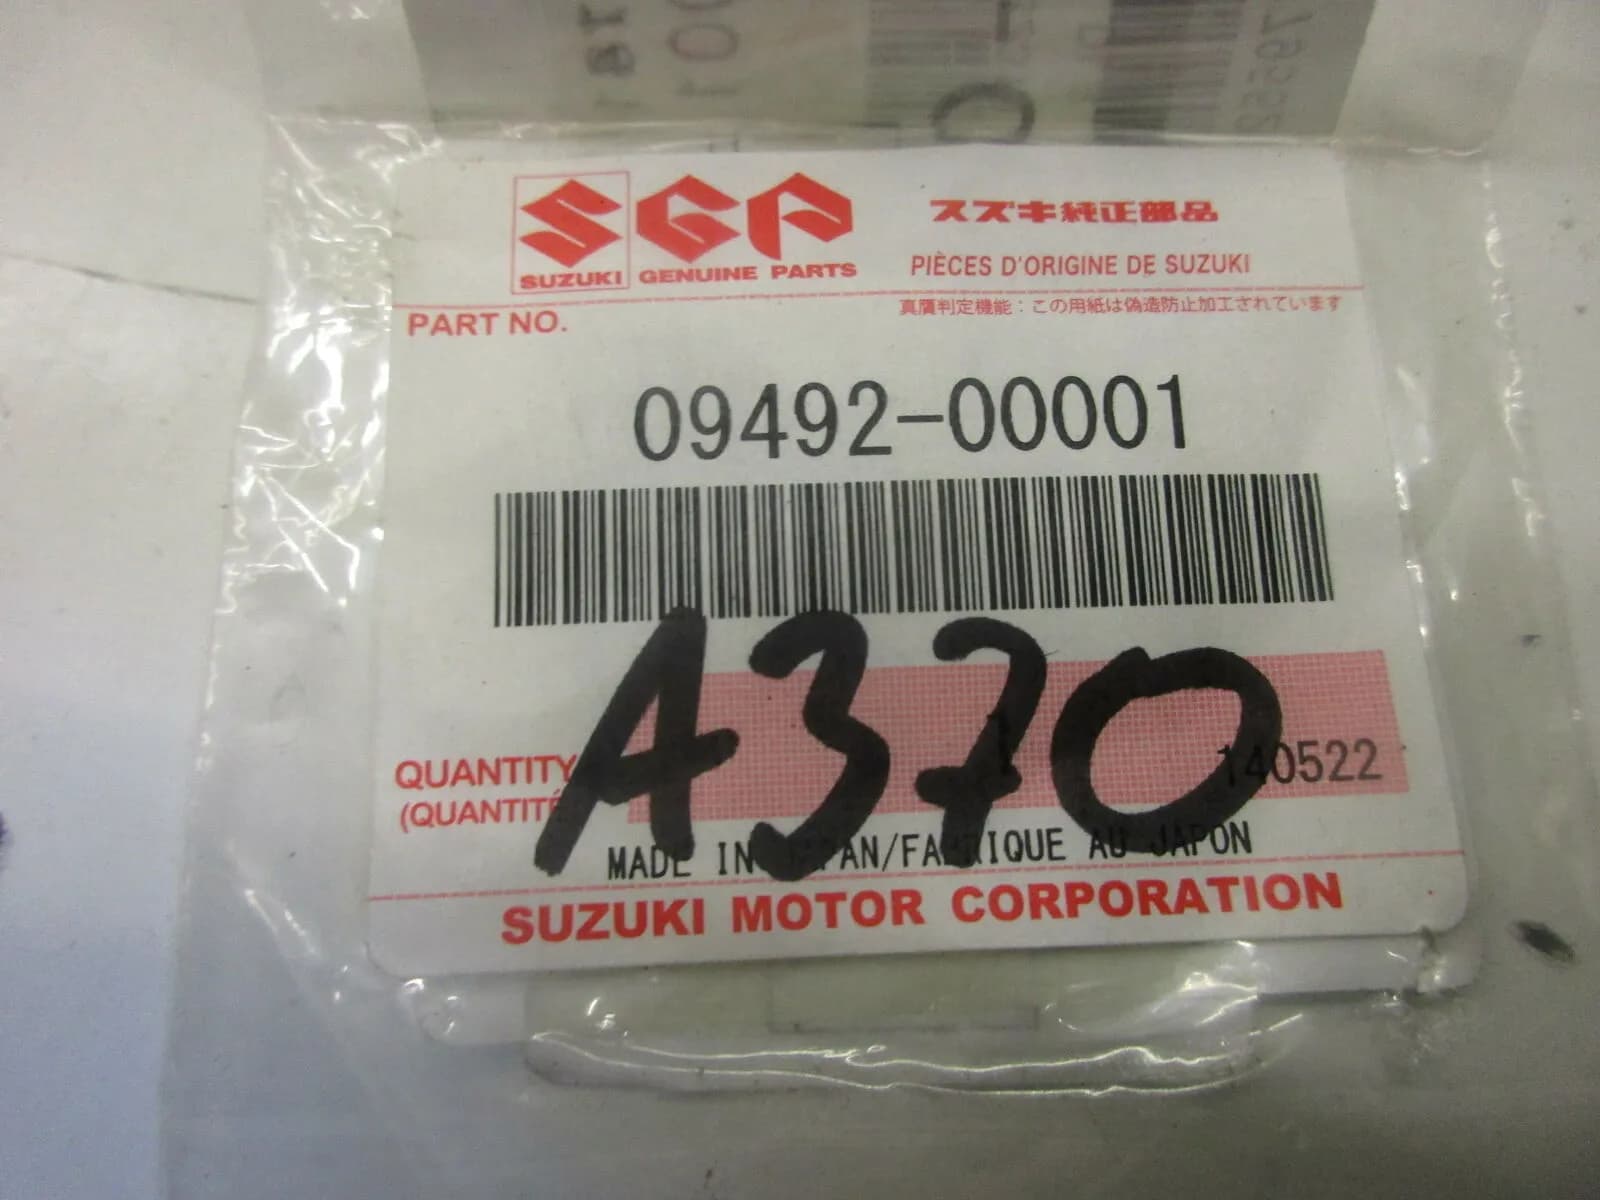 SUZUKI
SGP
GENUINE PARTS
スズキ純正部品
PIÈCES D'ORIGINE DE SUZUKI
真贋判定機能：この用紙は偽造防止加工されています
PART NO.
09492-00001
A370
QUANTITY
1
140522
(QUANTITÉ
MADE IN JAPAN/FABRIQUE AU JAPON
SUZUKI MOTOR CORPORATION